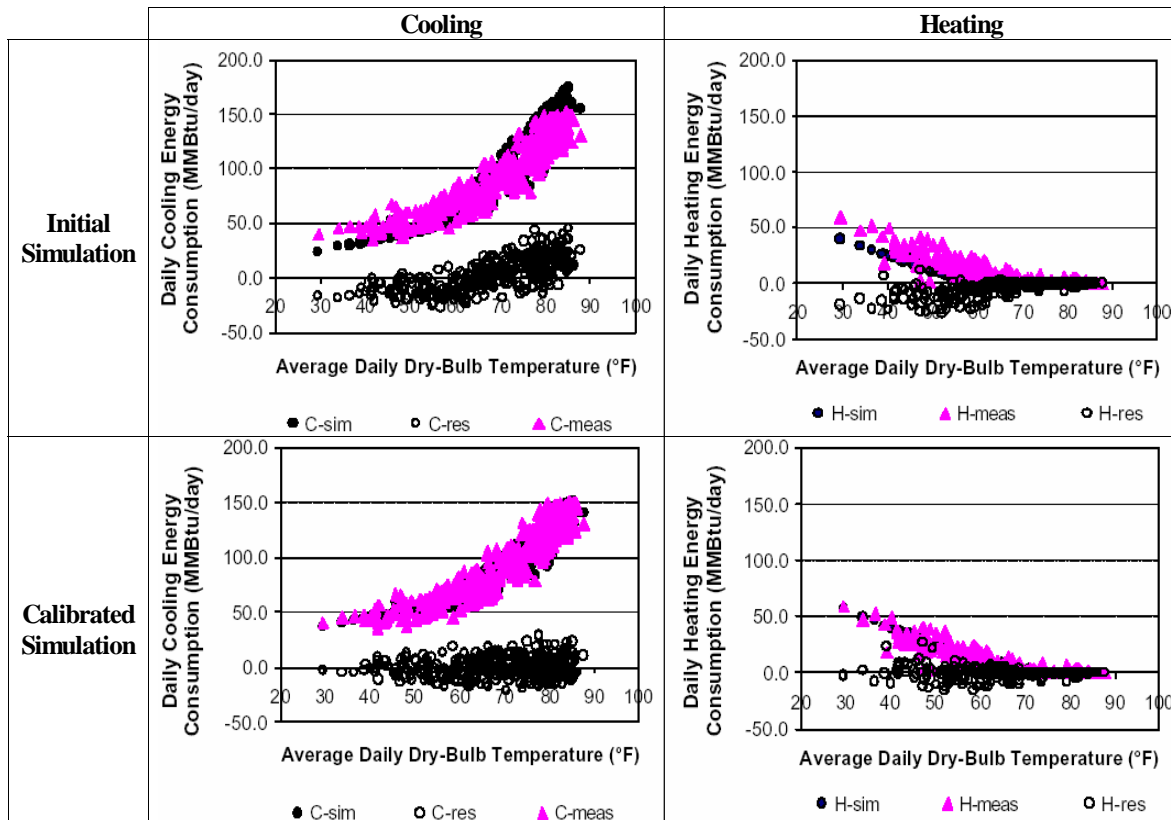 Cooling
Heating
Initial
Simulation
Daily Cooling Energy
Consumption (MMBtu/day)
200.0
150.0
100.0
50.0
0.0
-50.0
20 30 40 50 60 70 80 90 100
Average Daily Dry-Bulb Temperature (°F)
C-sim C-res C-meas
Daily Heating Energy
Consumption (MMBtu/day)
200.0
150.0
100.0
50.0
0.0
-50.0
20 30 40 50 60 70 80 90 100
Average Daily Dry-Bulb Temperature (°F)
H-sim H-meas H-res
Calibrated
Simulation
Daily Cooling Energy
Consumption (MMBtu/day)
200.0
150.0
100.0
50.0
0.0
-50.0
20 30 40 50 60 70 80 90 100
Average Daily Dry-Bulb Temperature (°F)
C-sim C-res C-meas
Daily Heating Energy
Consumption (MMBtu/day)
200.0
150.0
100.0
50.0
0.0
-50.0
20 30 40 50 60 70 80 90 100
Average Daily Dry-Bulb Temperature (°F)
H-sim H-meas H-res